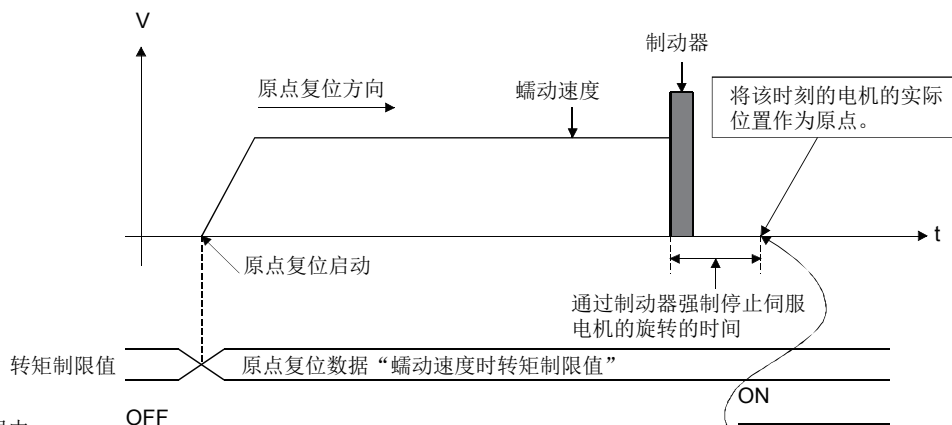 V
制动器
原点复位方向
蠕动速度
将该时刻的电机的实际
位置作为原点。
t
原点复位启动
通过制动器强制停止伺服
电机的旋转的时间
转矩制限值
原点复位数据“蠕动速度时转矩制限值”
ON
OFF